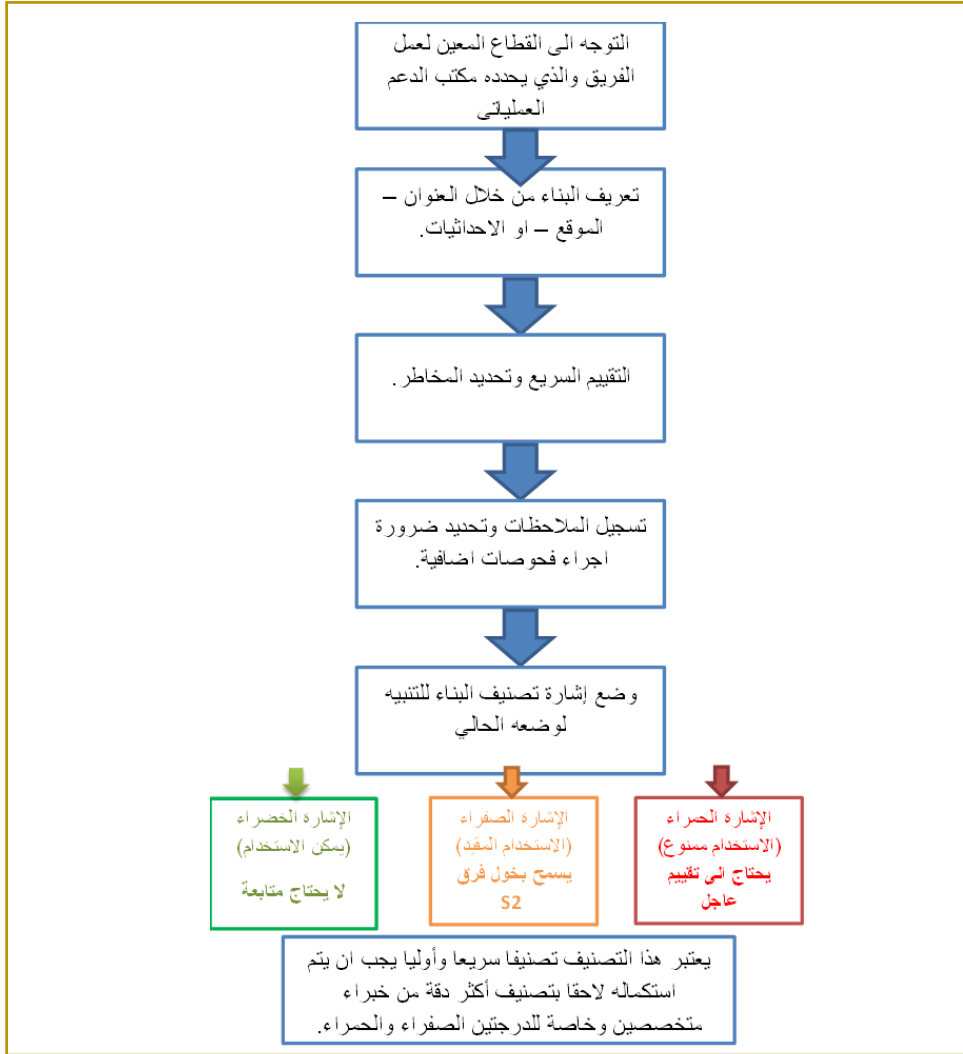 التوجه الى القطاع المعين لعمل
الفريق والذي يحدده مكتب الدعم
العملياتى
تعريف البناء من خلال العنوان –
الموقع – او الاحداثيات.
التقييم السريع وتحديد المخاطر.
تسجيل الملاحظات وتحديد ضرورة
اجراء فحوصات اضافية.
وضع إشارة تصنيف البناء للتنبيه
لوضعه الحالي
الإشارة الحمراء
(الاستخدام ممنوع)
يحتاج الى تقييم
عاجل
الإشارة الصفراء
(الاستخدام المقيد)
يسمح بخول فرق
S2
الإشارة الخضراء
(يمكن الاستخدام)
لا يحتاج متابعة
يعتبر هذا التصنيف تصنيفا سريعا وأوليا يجب ان يتم
استكماله لاحقا بتصنيف أكثر دقة من خبراء
متخصصين وخاصة للدرجتين الصفراء والحمراء.